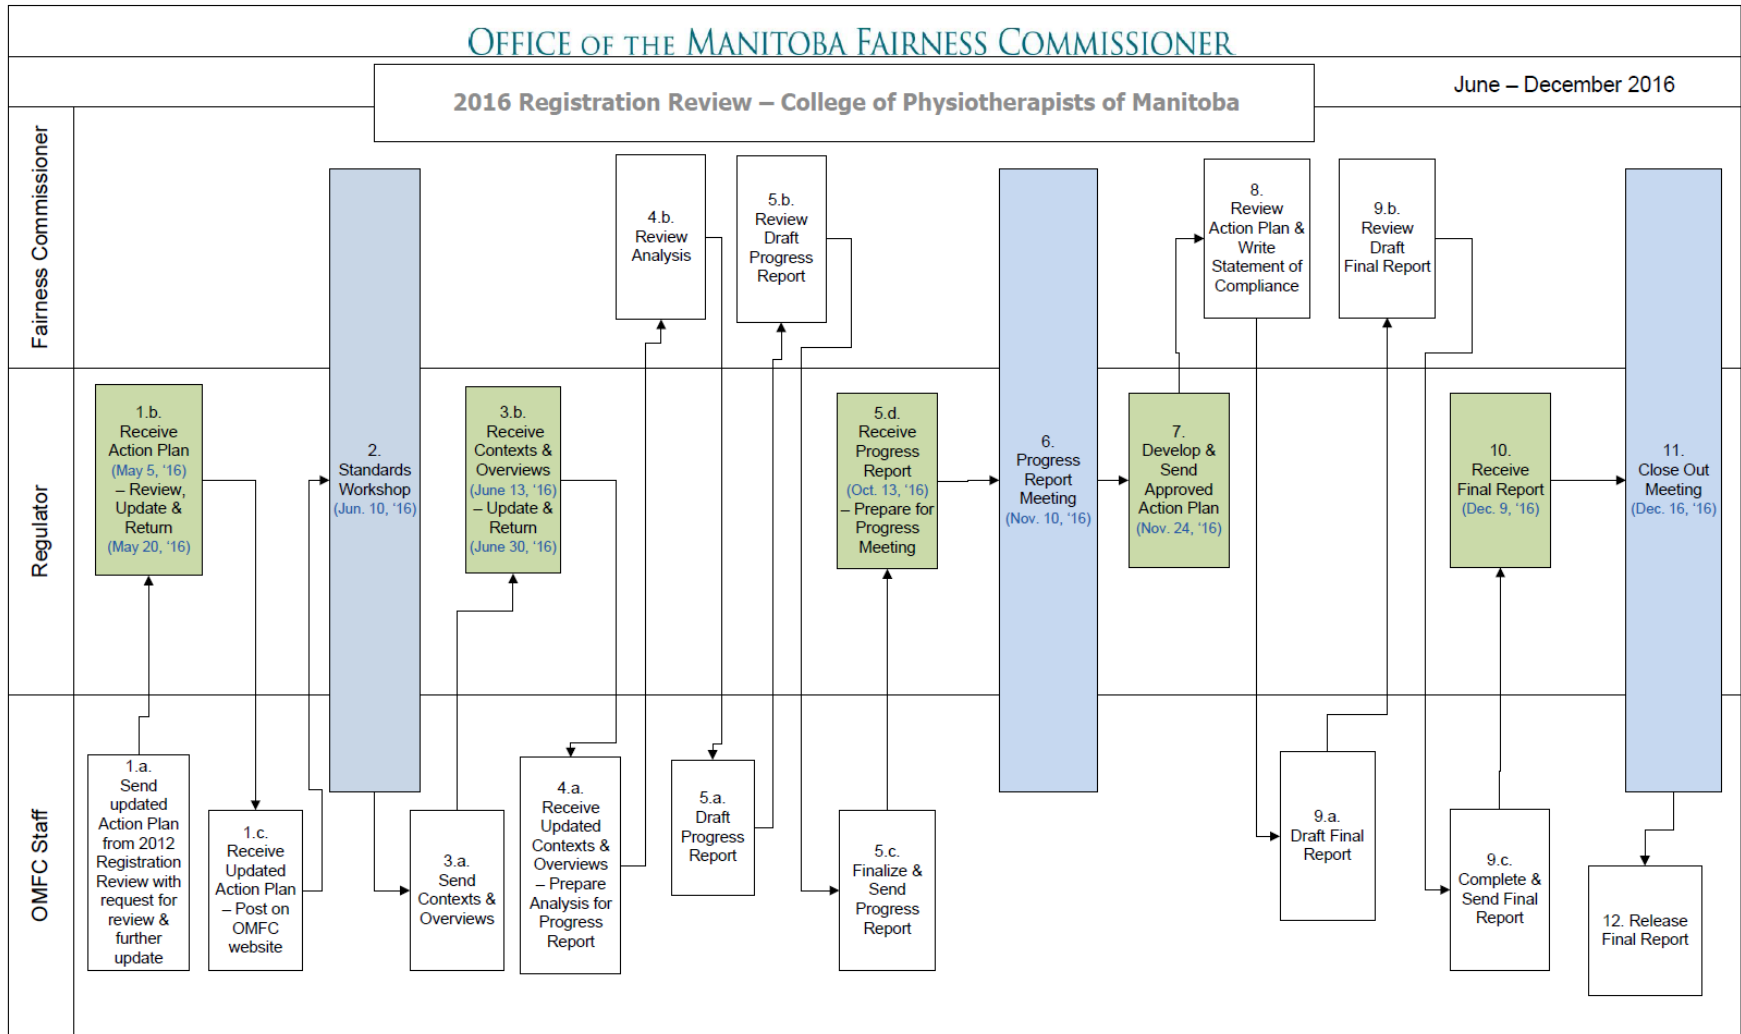 OFFICE OF THE MANITOBA FAIRNESS COMMISSIONER
2016 Registration Review – College of Physiotherapists of Manitoba
June – December 2016
Fairness Commissioner
4.b.
Review
Analysis
5.b.
Review
Draft
Progress
Report
8.
Review
Action Plan &
Write
Statement of
Compliance
9.b.
Review
Draft
Final Report
Regulator
1.b.
Receive
Action Plan
(May 5, ‘16)
– Review,
Update &
Return
(May 20, ‘16)
2.
Standards
Workshop
(Jun. 10, ‘16)
3.b.
Receive
Contexts &
Overviews
(June 13, ‘16)
– Update &
Return
(June 30, ‘16)
5.d.
Receive
Progress
Report
(Oct. 13, ‘16)
– Prepare for
Progress
Meeting
6.
Progress
Report
Meeting
(Nov. 10, ‘16)
7.
Develop &
Send
Approved
Action Plan
(Nov. 24, ‘16)
10.
Receive
Final Report
(Dec. 9, ‘16)
11.
Close Out
Meeting
(Dec. 16, ‘16)
OMFC Staff
1.a.
Send
updated
Action Plan
from 2012
Registration
Review with
request for
review &
further
update
1.c.
Receive
Updated
Action Plan
– Post on
OMFC
website
3.a.
Send
Contexts &
Overviews
4.a.
Receive
Updated
Contexts &
Overviews
– Prepare
Analysis for
Progress
Report
5.a.
Draft
Progress
Report
5.c.
Finalize &
Send
Progress
Report
9.a.
Draft Final
Report
9.c.
Complete &
Send Final
Report
12. Release
Final Report